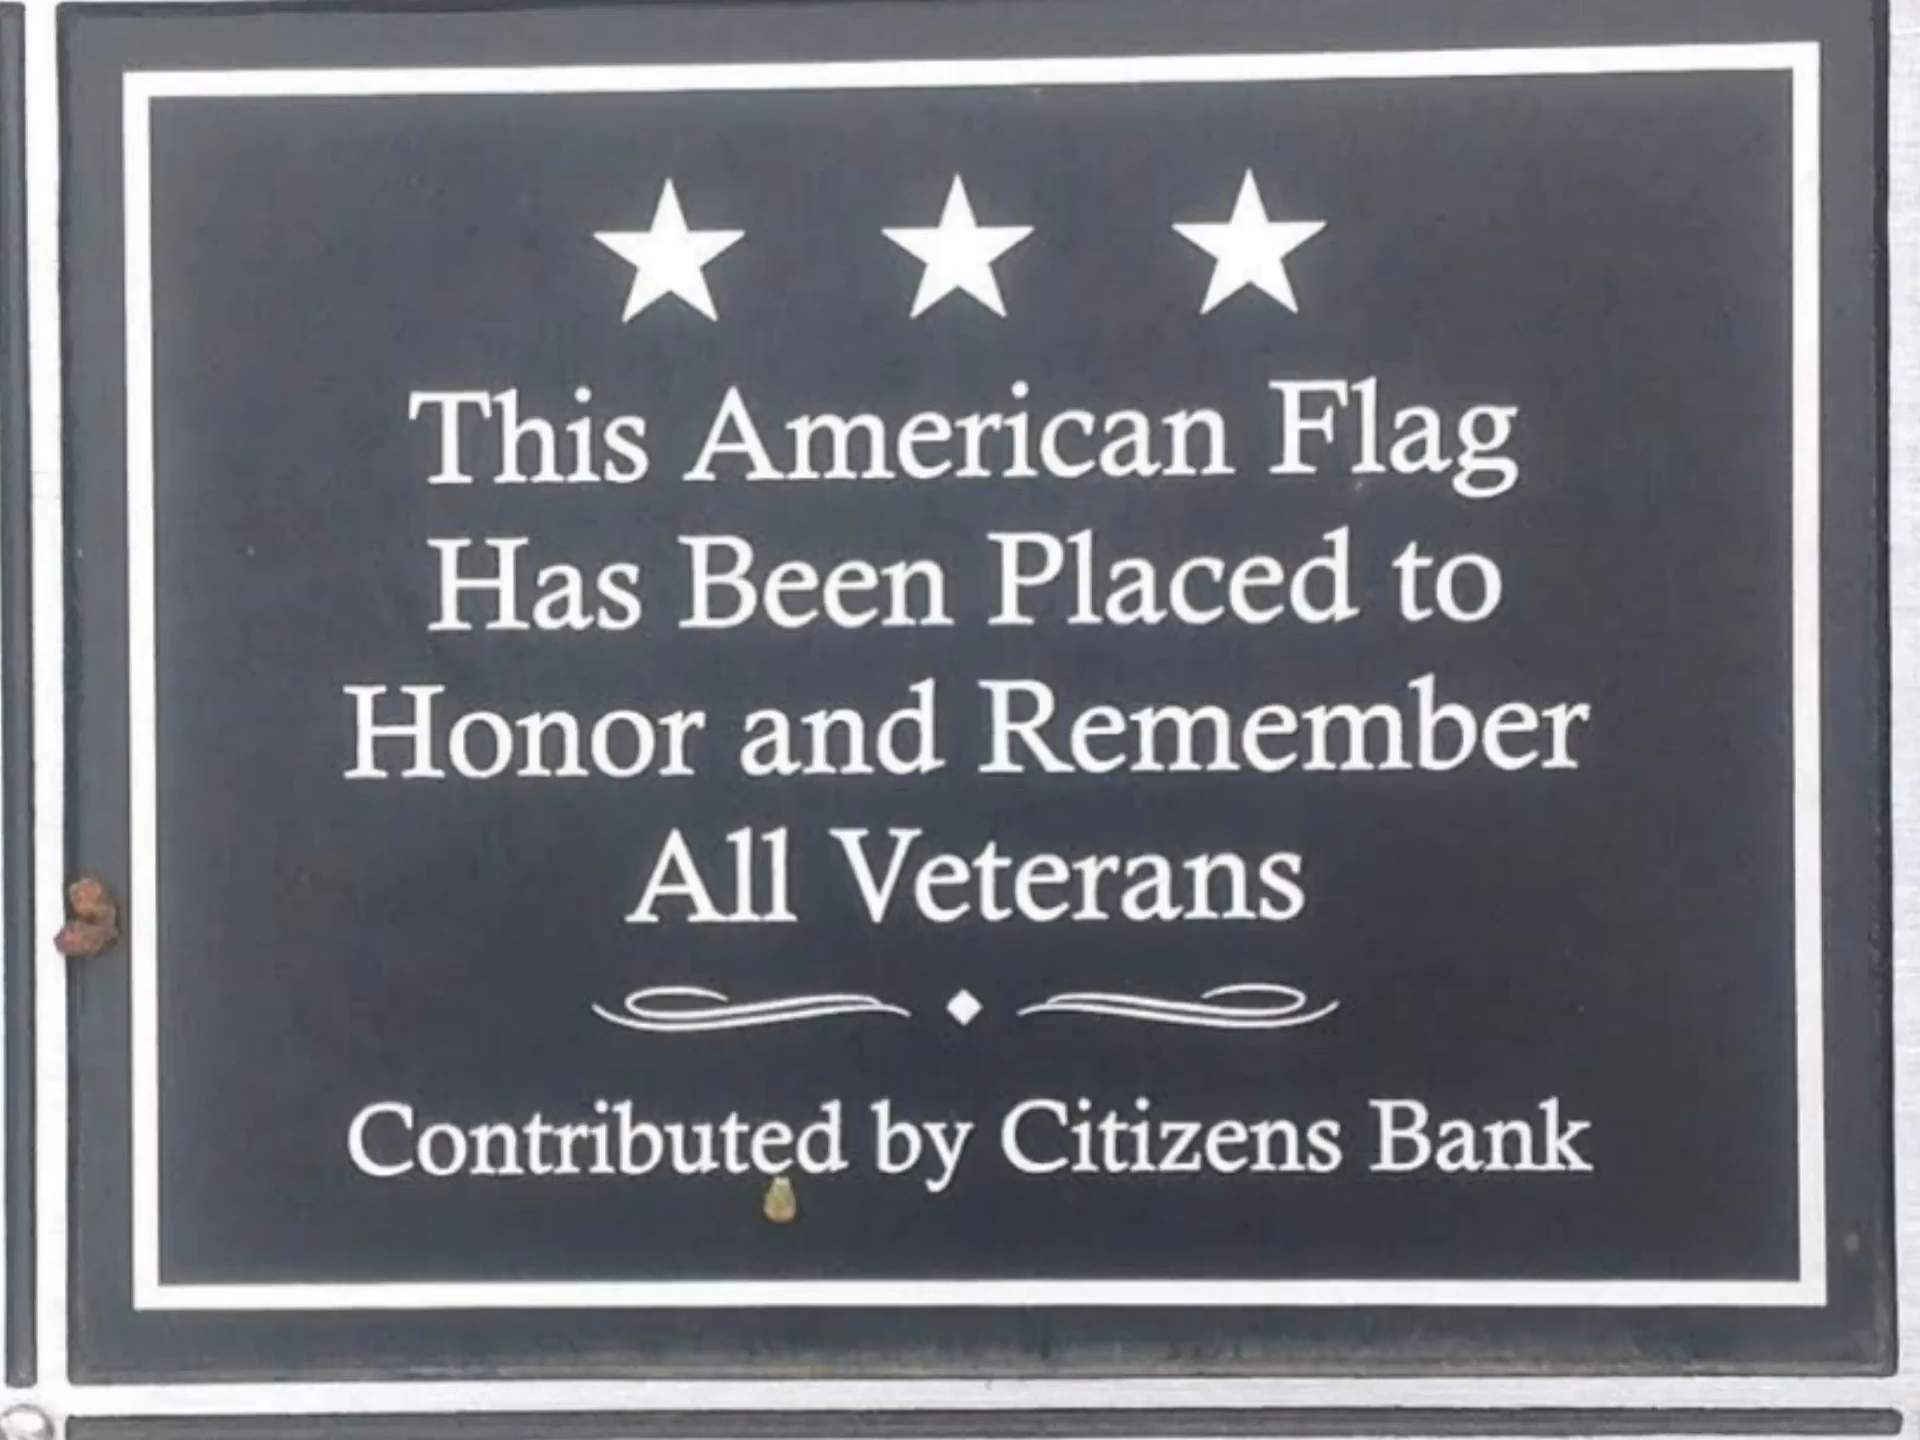 This American Flag
Has Been Placed to
Honor and Remember
All Veterans
Contributed by Citizens Bank